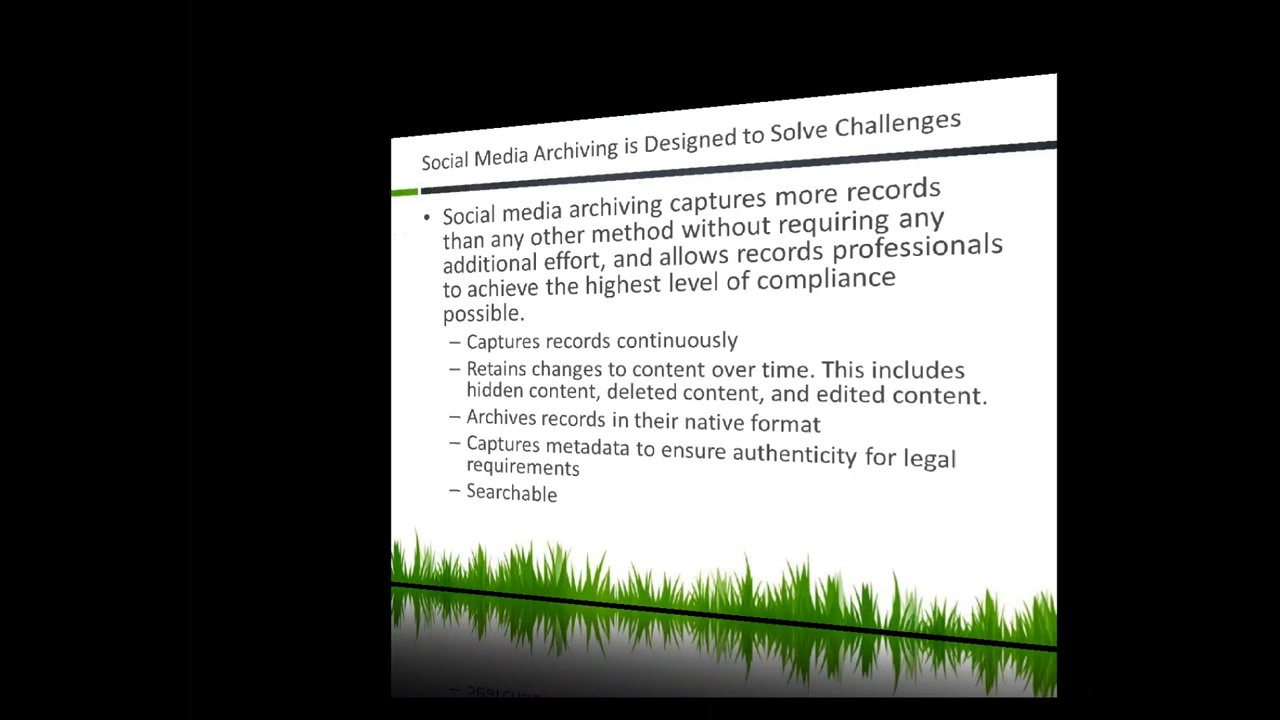 Social Media Archiving is Designed to Solve Challenges
• Social media archiving captures more records
than any other method without requiring any
additional effort, and allows records professionals
to achieve the highest level of compliance
possible.
– Captures records continuously
– Retains changes to content over time. This includes
hidden content, deleted content, and edited content.
– Archives records in their native format
– Captures metadata to ensure authenticity for legal
requirements
– Searchable